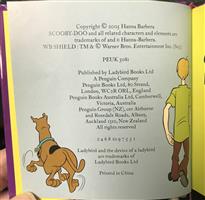 Copyright © 2005 Hanna-Barbera.
SCOOBY-DOO and all related characters and elements are
trademarks of and © Hanna-Barbera.
WB SHIELD: TM & © Warner Bros. Entertainment Inc.
PEUK 3081
Published by Ladybird Books Ltd
A Penguin Company
Penguin Books Ltd, 80 Strand,
London, WC2R 0RL, England
Penguin Books Australia Ltd, Camberwell,
Victoria, Australia
Penguin Group (NZ), cnr Airborne
and Rosedale Roads, Albany,
Auckland 1310, New Zealand
All rights reserved
Ladybird and the device of a ladybird
are trademarks of
Ladybird Books Ltd
Printed in China